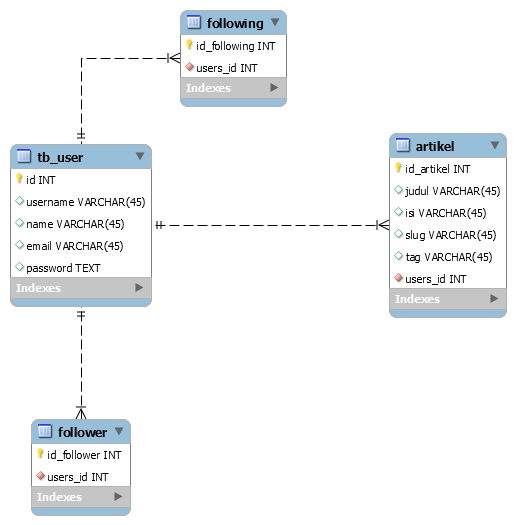 following
id_following INT
users_id INT
Indexes
tb_user
id INT
username VARCHAR(45)
name VARCHAR(45)
email VARCHAR(45)
password TEXT
Indexes
artikel
id_artikel INT
judul VARCHAR(45)
isi VARCHAR(45)
slug VARCHAR(45)
tag VARCHAR(45)
users_id INT
Indexes
follower
id_follower INT
users_id INT
Indexes